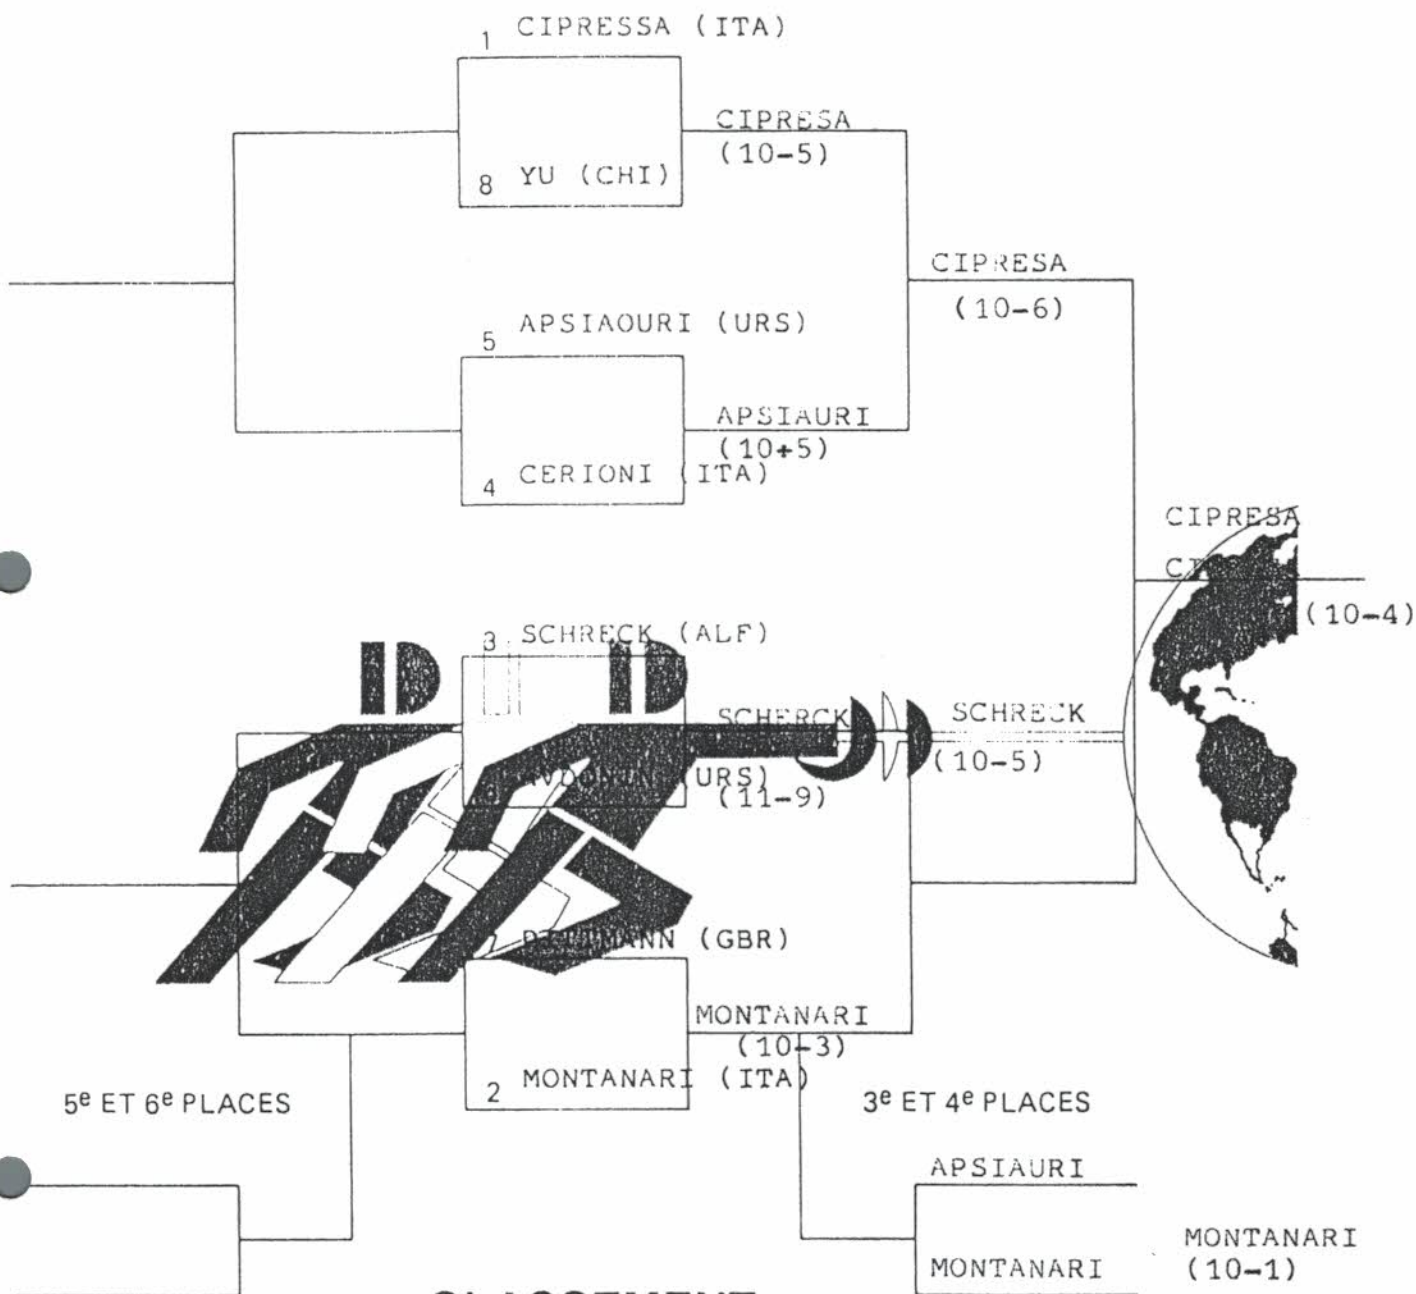 1 CIPRESSA (ITA)
CIPRESA
(10-5)
8 YU (CHI)
CIPRESA
(10-6)
5 APSIAOURI (URS)
APSIAURI
(10+5)
4 CERIONI (ITA)
CIPRESA
(10-4)
3 SCHRECK (ALF)
SCHERCK
SCHRECK
(10-5)
(URS)
(11-9)
(GBR)
MONTANARI
(10-3)
2 MONTANARI (ITA)
5e ET 6e PLACES
3e ET 4e PLACES
APSIAURI
MONTANARI
(10-1)
MONTANARI